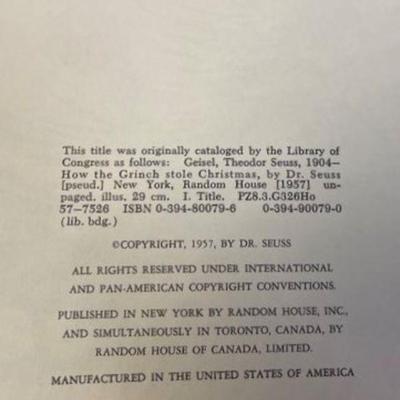 This title was originally cataloged by the Library of
Congress as follows: Geisel, Theodor Seuss, 1904—
How the Grinch stole Christmas, by Dr. Seuss
[pseud.] New York, Random House [1957] un-
paged. illus. 29 cm. I. Title. PZ8.3.G326Ho
57-7526 ISBN 0-394-80079-6 0-394-90079-0
(lib. bdg.)
©COPYRIGHT, 1957, BY DR. SEUSS
ALL RIGHTS RESERVED UNDER INTERNATIONAL
AND PAN-AMERICAN COPYRIGHT CONVENTIONS.
PUBLISHED IN NEW YORK BY RANDOM HOUSE, INC.,
AND SIMULTANEOUSLY IN TORONTO, CANADA, BY
RANDOM HOUSE OF CANADA, LIMITED.
MANUFACTURED IN THE UNITED STATES OF AMERICA